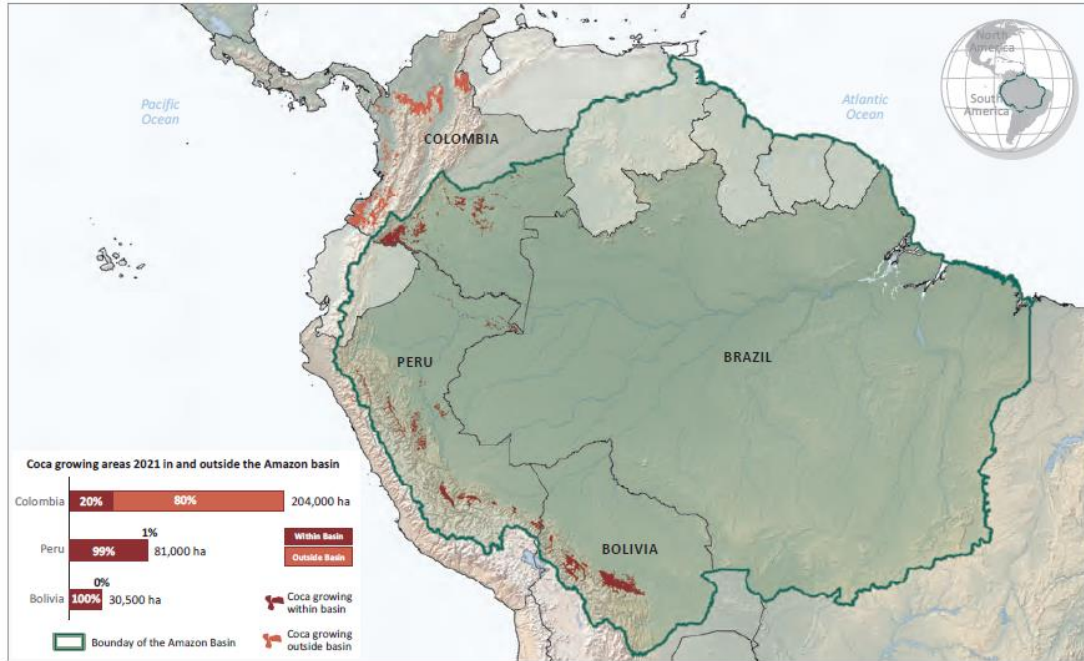 North
America
South
America
Pacific
Ocean
Atlantic
Ocean
COLOMBIA
PERU
BRAZIL
BOLIVIA
Coca growing areas 2021 in and outside the Amazon basin
Colombia 20% 80% 204,000 ha
1%
Peru 99% 81,000 ha
0%
Bolivia 100% 30,500 ha
Within Basin
Outside Basin
Coca growing
within basin
Bounday of the Amazon Basin
Coca growing
outside basin